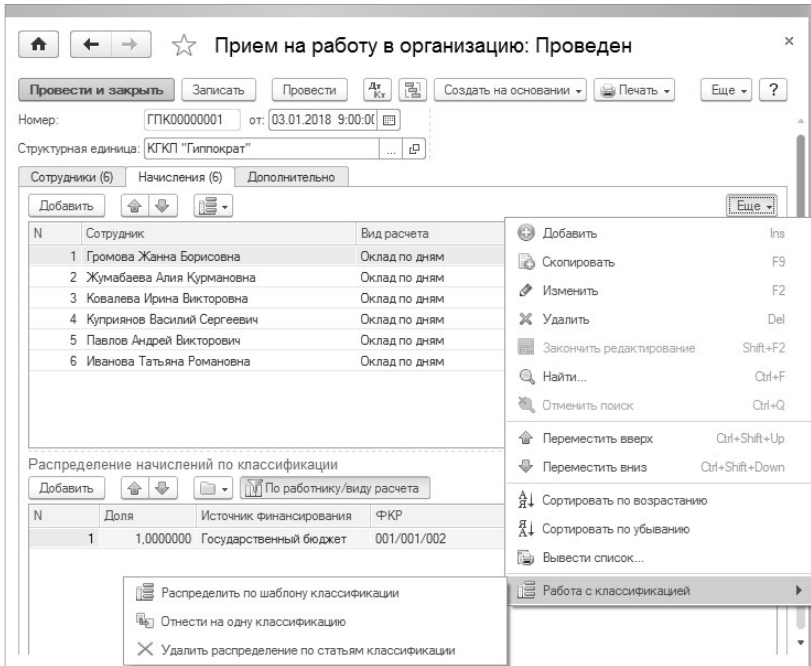 Прием на работу в организацию: Проведен
Провести и закрыть Записать Провести Дт Кт Создать на основании Печать Еще ?
Номер: ГПК00000001 от: 03.01.2018 9:00:0(
Структурная единица: КГКП "Гиппократ" ...
Сотрудники (6) Начисления (6) Дополнительно
Добавить Еще
N Сотрудник Вид расчета
1 Громова Жанна Борисовна Оклад по дням
2 Жумабаева Алия Курмановна Оклад по дням
3 Ковалева Ирина Викторовна Оклад по дням
4 Куприянов Василий Сергеевич Оклад по дням
5 Павлов Андрей Викторович Оклад по дням
6 Иванова Татьяна Романовна Оклад по дням
Добавить Ins
Скопировать F9
Изменить F2
Удалить Del
Закончить редактирование Shift+F2
Найти... Ctrl+F
Отменить поиск Ctrl+Q
Переместить вверх Ctrl+Shift+Up
Переместить вниз Ctrl+Shift+Down
Сортировать по возрастанию
Сортировать по убыванию
Вывести список...
Работа с классификацией
Распределение начислений по классификации
Добавить По работнику/виду расчета
N Доля Источник финансирования ФКР
1 1,0000000 Государственный бюджет 001/001/002
Распределить по шаблону классификации
Отнести на одну классификацию
Удалить распределение по статьям классификации